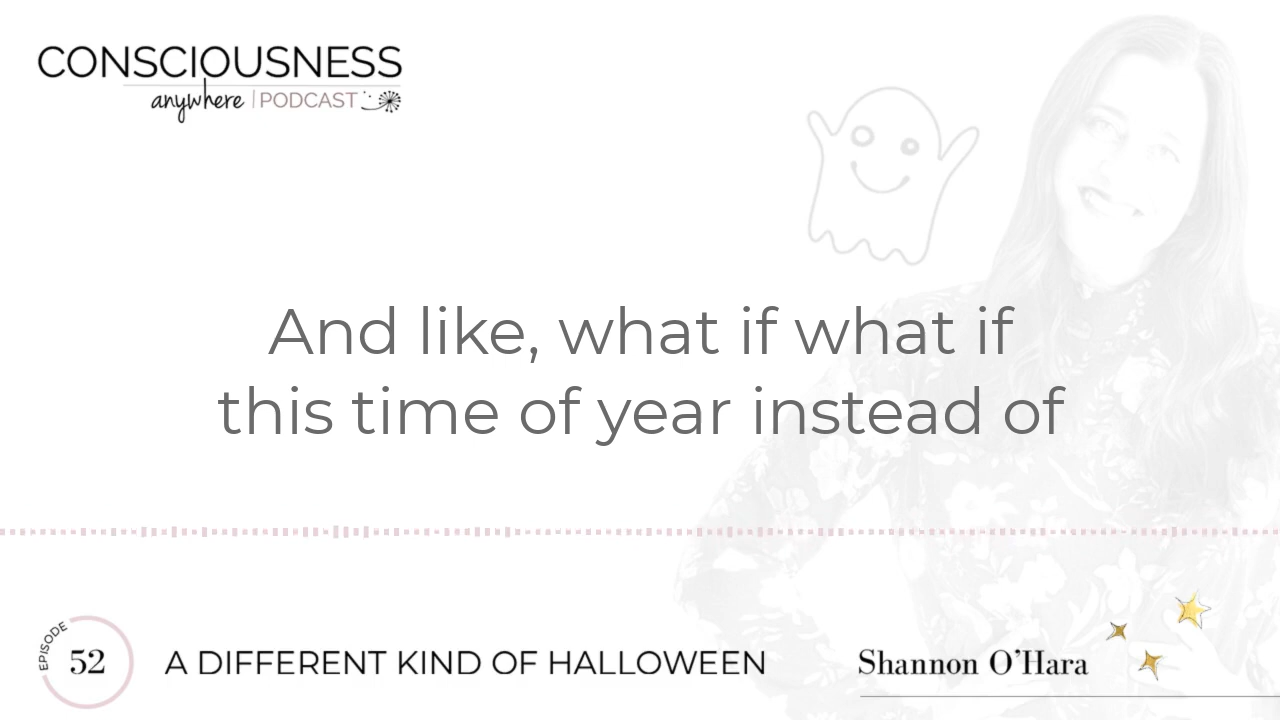 CONSCIOUSNESS
anywhere | PODCAST
And like, what if what if
this time of year instead of
EPISODE
52
A DIFFERENT KIND OF HALLOWEEN
Shannon O'Hara